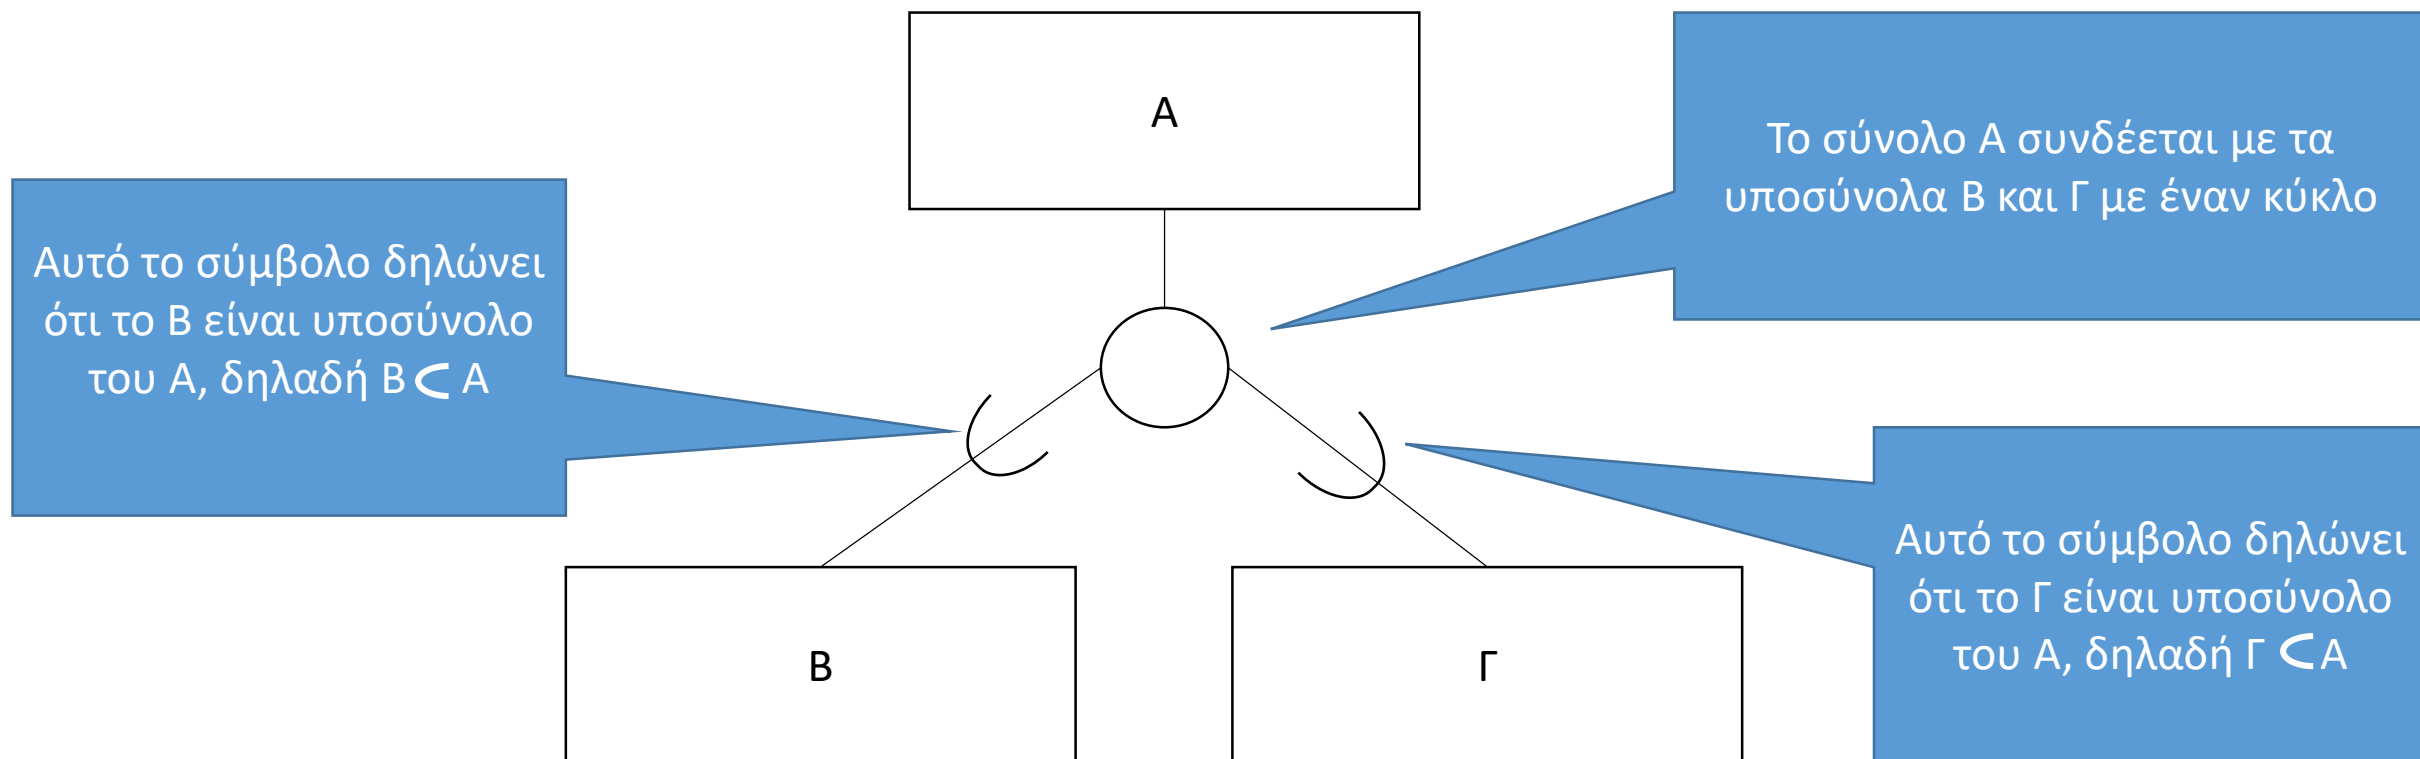 Α
Το σύνολο Α συνδέεται με τα
υποσύνολα Β και Γ με έναν κύκλο
Αυτό το σύμβολο δηλώνει
ότι το Β είναι υποσύνολο
του Α, δηλαδή Β ⊂ Α
Αυτό το σύμβολο δηλώνει
ότι το Γ είναι υποσύνολο
του Α, δηλαδή Γ ⊂ Α
Β
Γ